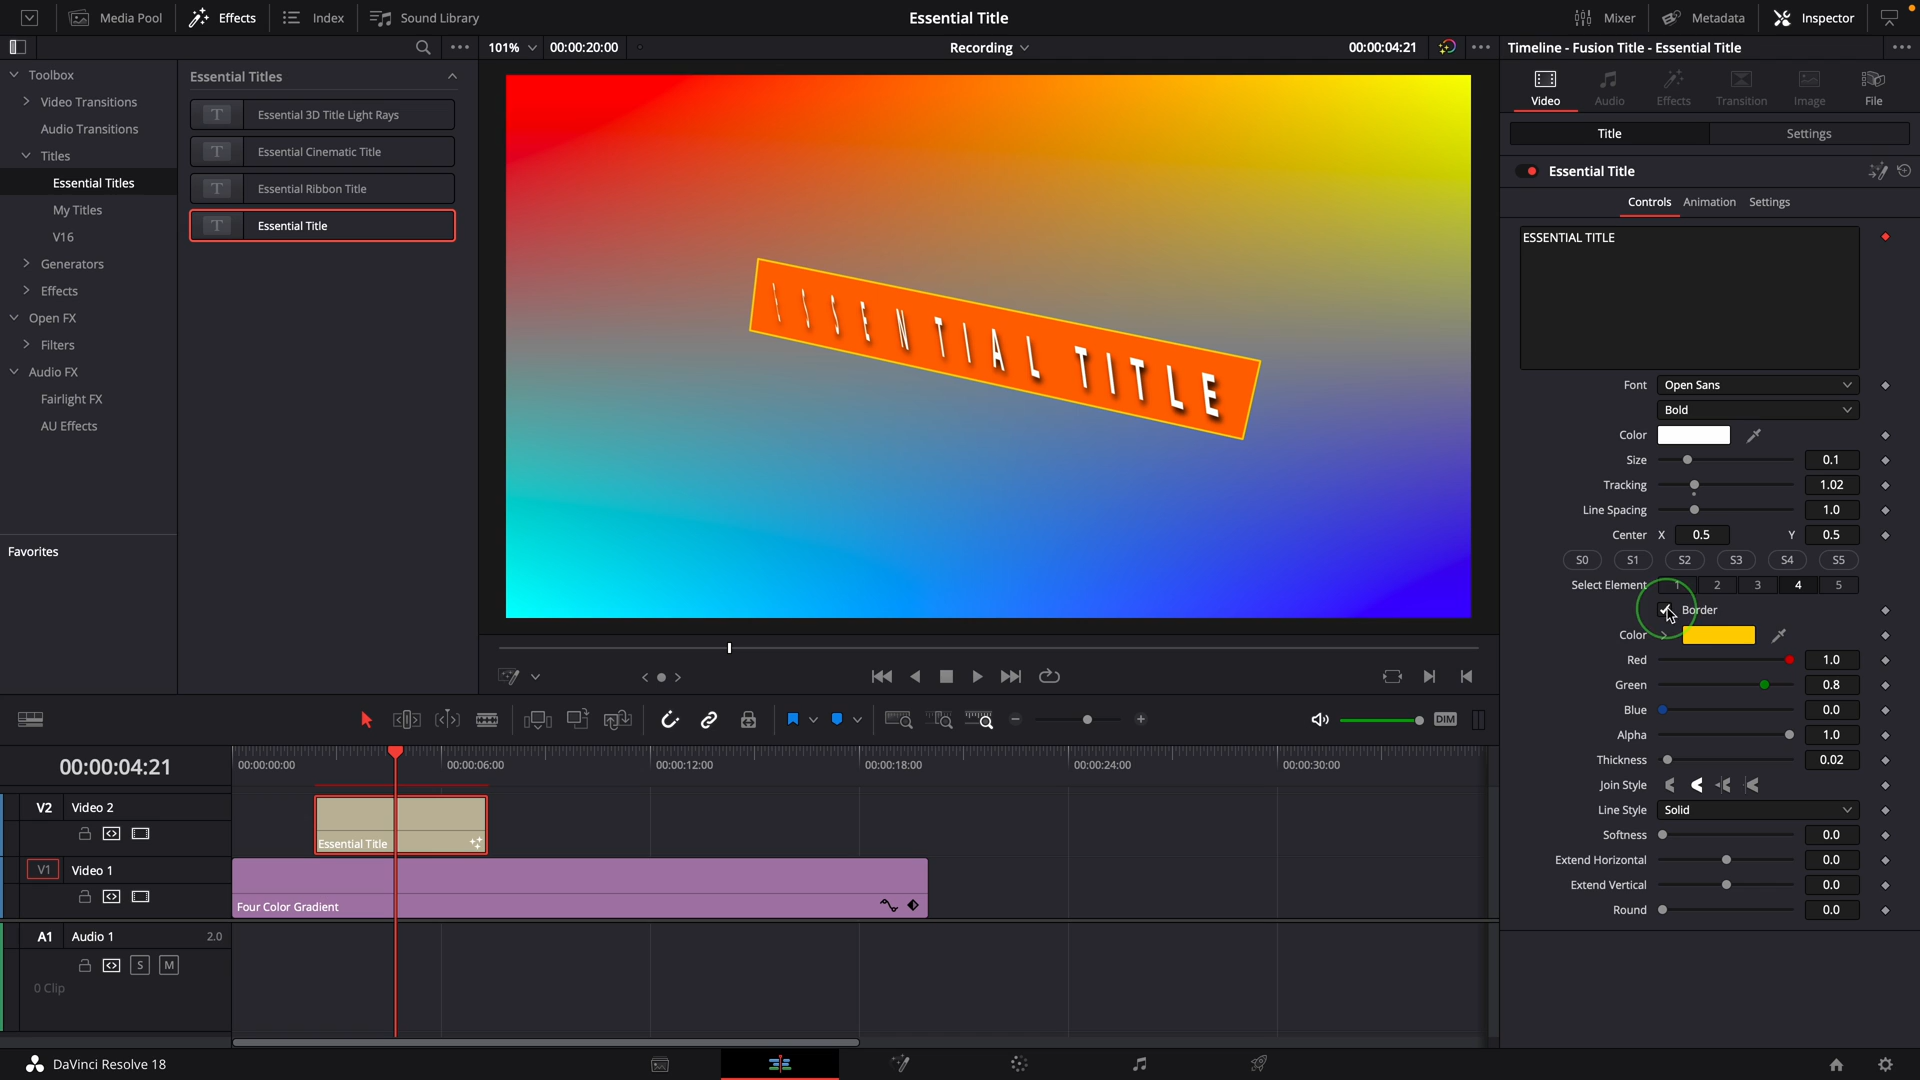 Media Pool
Effects
Index
Sound Library
Essential Title
Mixer
Metadata
Inspector
101%
00:00:20:00
Recording
00:00:04:21
Timeline - Fusion Title - Essential Title
Toolbox
Video Transitions
Audio Transitions
Titles
Essential Titles
My Titles
V16
Generators
Effects
Open FX
Filters
Audio FX
Fairlight FX
AU Effects
Favorites
Essential Titles
T Essential 3D Title Light Rays
T Essential Cinematic Title
T Essential Ribbon Title
T Essential Title
ESSENTIAL TITLE
Video
Audio
Effects
Transition
Image
File
Title
Settings
Essential Title
Controls
Animation
Settings
ESSENTIAL TITLE
Font
Open Sans
Bold
Color
Size 0.1
Tracking 1.02
Line Spacing 1.0
Center X 0.5 Y 0.5
S0 S1 S2 S3 S4 S5
Select Element 1 2 3 4 5
Border
Color
Red 1.0
Green 0.8
Blue 0.0
Alpha 1.0
Thickness 0.02
Join Style
Line Style Solid
Softness 0.0
Extend Horizontal 0.0
Extend Vertical 0.0
Round 0.0
DIM
00:00:04:21
00:00:00:00
00:00:06:00
00:00:12:00
00:00:18:00
00:00:24:00
00:00:30:00
V2 Video 2
Essential Title
V1 Video 1
Four Color Gradient
A1 Audio 1 2.0
S M
0 Clip
DaVinci Resolve 18